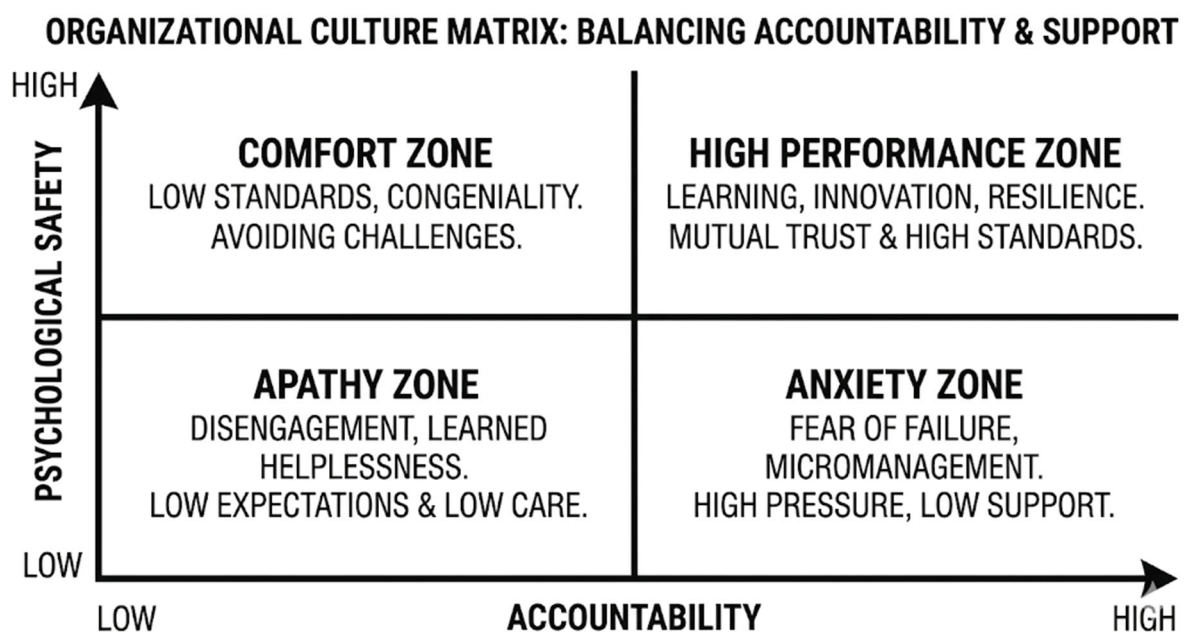 ORGANIZATIONAL CULTURE MATRIX: BALANCING ACCOUNTABILITY & SUPPORT
HIGH
PSYCHOLOGICAL SAFETY
LOW
COMFORT ZONE
LOW STANDARDS, CONGENIALITY.
AVOIDING CHALLENGES.
HIGH PERFORMANCE ZONE
LEARNING, INNOVATION, RESILIENCE.
MUTUAL TRUST & HIGH STANDARDS.
APATHY ZONE
DISENGAGEMENT, LEARNED
HELPLESSNESS.
LOW EXPECTATIONS & LOW CARE.
ANXIETY ZONE
FEAR OF FAILURE,
MICROMANAGEMENT.
HIGH PRESSURE, LOW SUPPORT.
LOW
ACCOUNTABILITY
HIGH